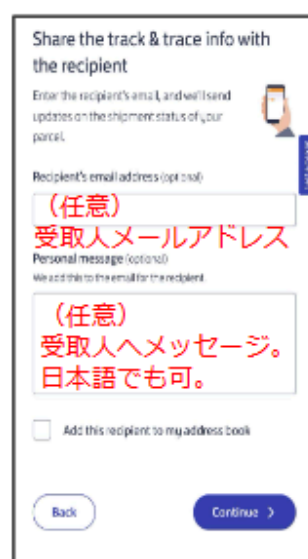 Share the track & trace info with
the recipient
Enter the recipient's email, and we'll send
updates on the shipment status of your
parcel.
Recipient's email address (optional)
（任意）
受取人メールアドレス
Personal message (optional)
We add this to the email for the recipient
（任意）
受取人へメッセージ。
日本語でも可。
Add this recipient to my address book
Back
Continue